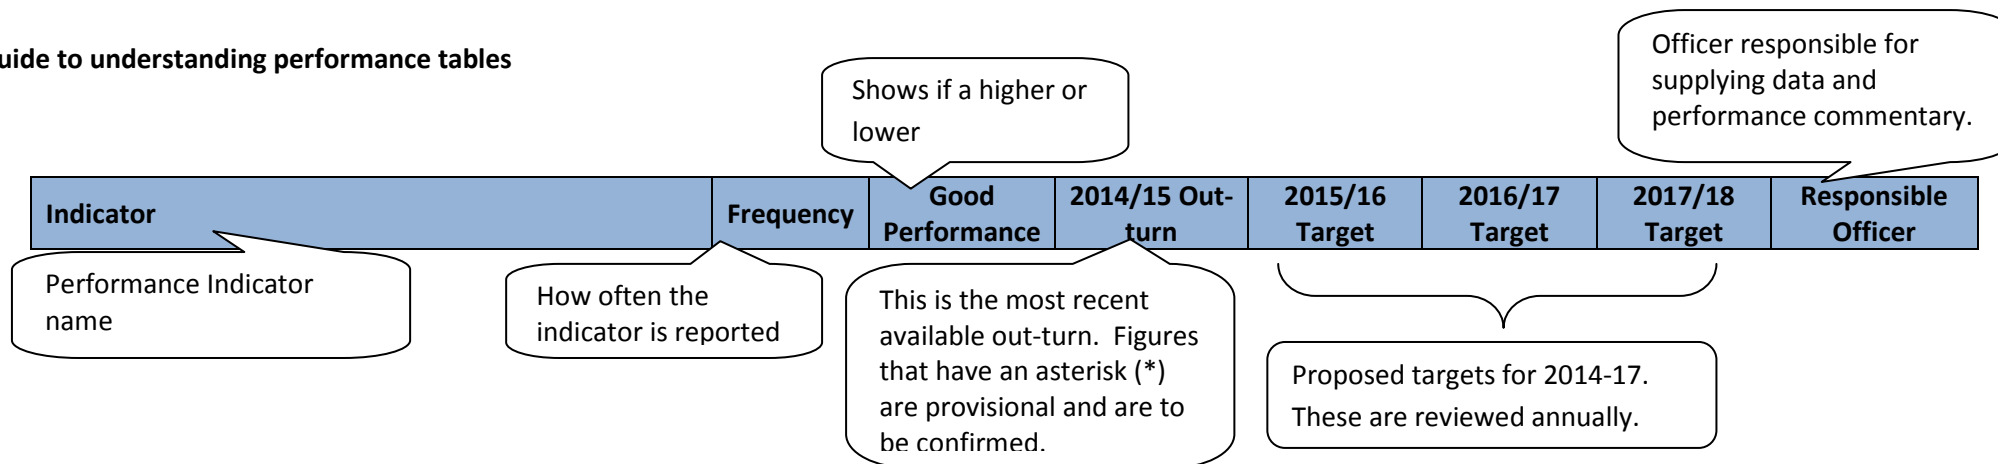 uide to understanding performance tables
Officer responsible for
supplying data and
performance commentary.
Shows if a higher or
lower
Indicator
Frequency
Good
Performance
2014/15 Out-
turn
2015/16
Target
2016/17
Target
2017/18
Target
Responsible
Officer
Performance Indicator
name
How often the
indicator is reported
This is the most recent
available out-turn.  Figures
that have an asterisk (*)
are provisional and are to
be confirmed.
Proposed targets for 2014-17.
These are reviewed annually.